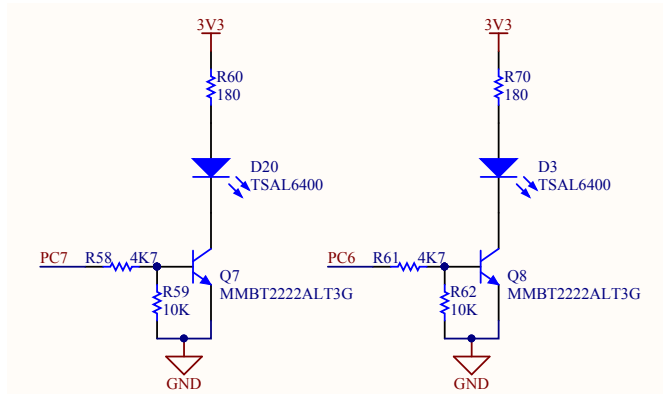 3V3 3V3
R60 R70
180 180
D20 D3
TSAL6400 TSAL6400
PC7 R58 4K7 PC6 R61 4K7
Q7 Q8
MMBT2222ALT3G MMBT2222ALT3G
R59 R62
10K 10K
GND GND